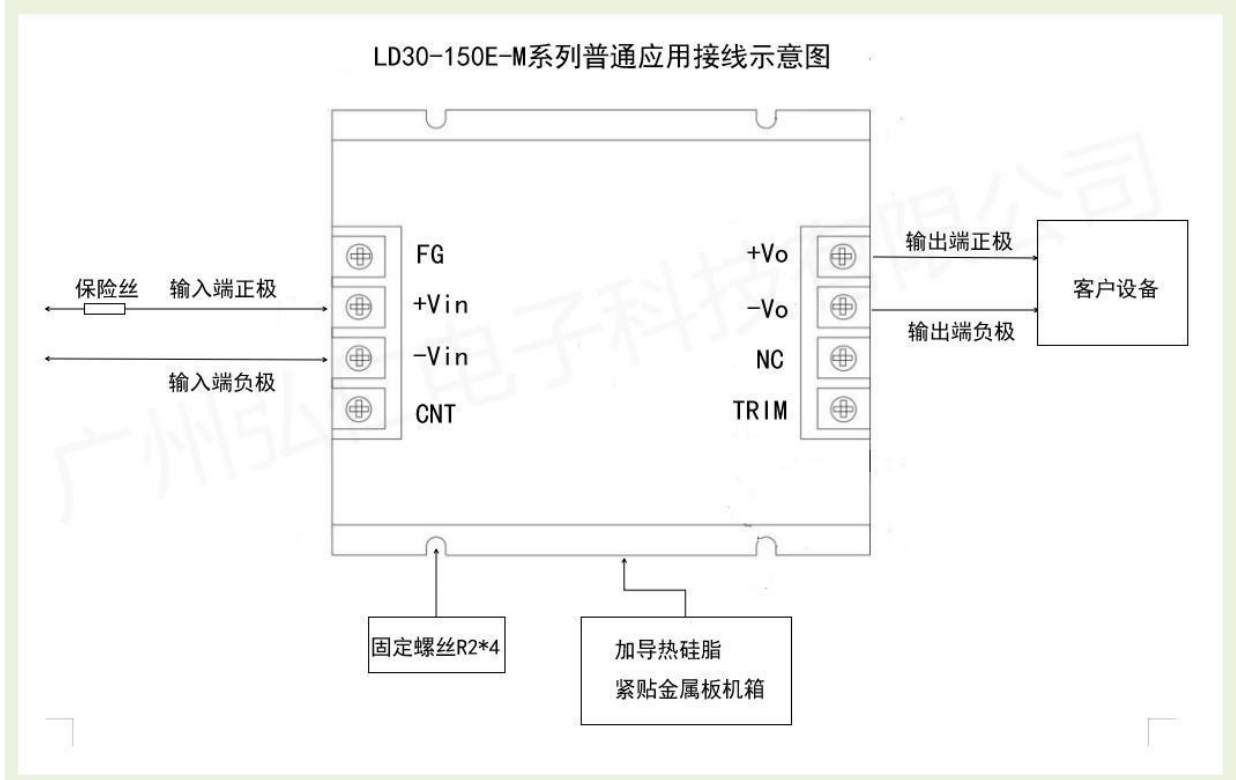 LD30-150E-M系列普通应用接线示意图
FG
+Vo
输出端正极
保险丝
输入端正极
+Vin
-Vo
客户设备
输出端负极
-Vin
NC
输入端负极
CNT
TRIM
固定螺丝R2*4
加导热硅脂
紧贴金属板机箱